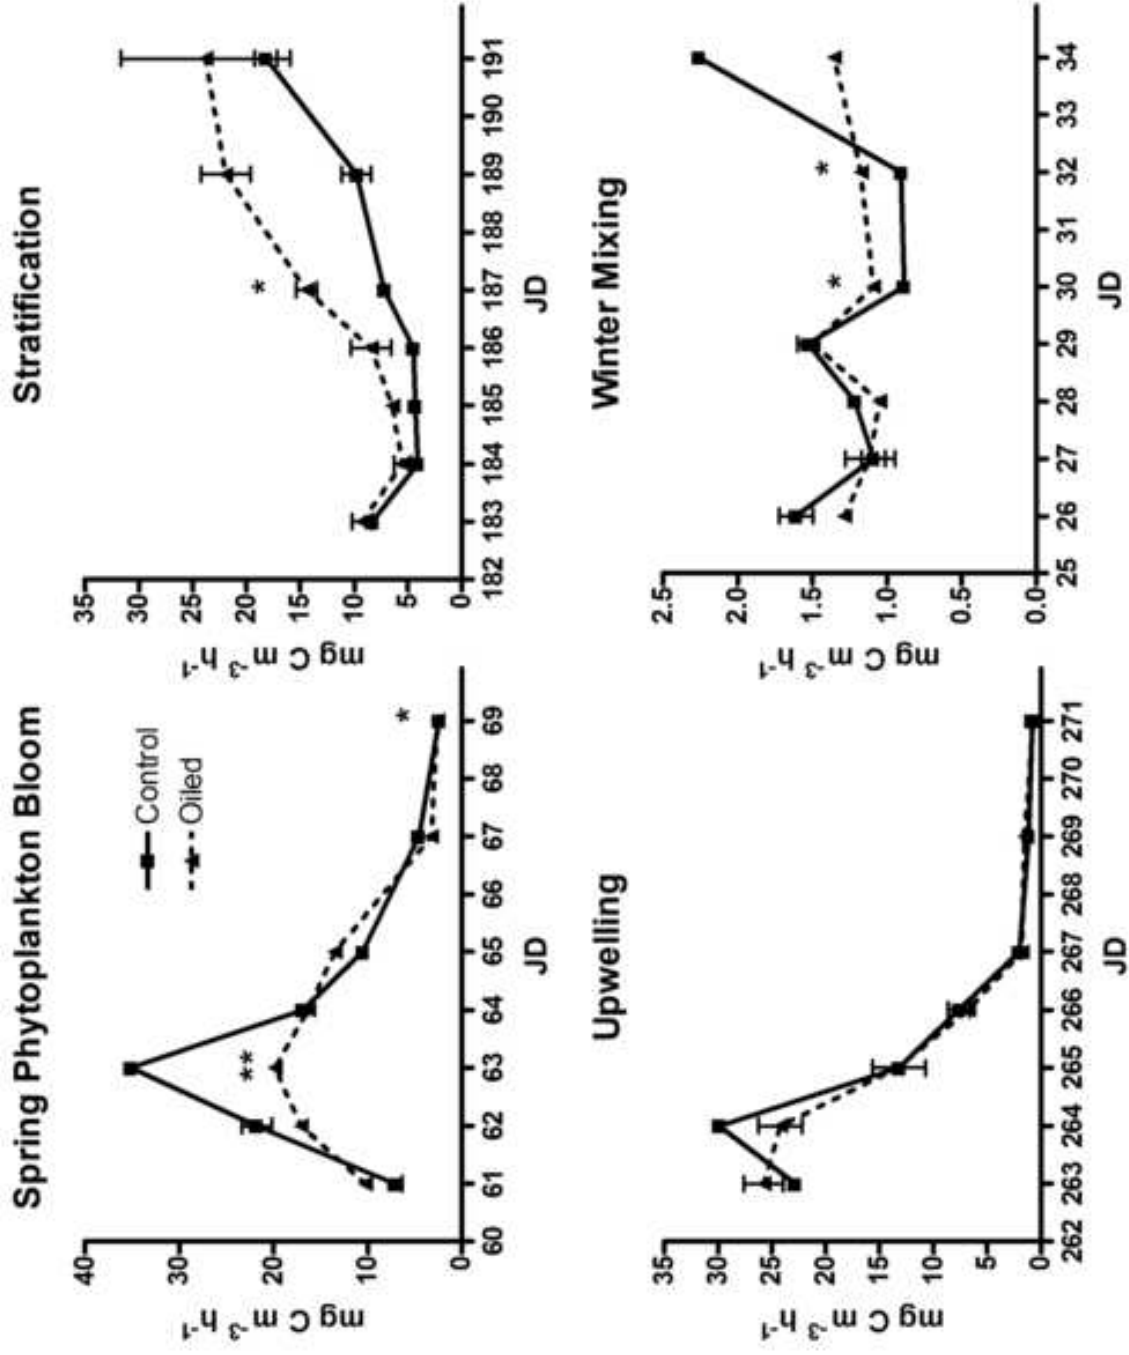 Spring Phytoplankton Bloom
Control
Oiled
mg C m-3 h-1
40
30
20
10
0
**
*
60 61 62 63 64 65 66 67 68 69
JD
Stratification
mg C m-3 h-1
35
30
25
20
15
10
5
0
*
182 183 184 185 186 187 188 189 190 191
JD
Upwelling
mg C m-3 h-1
35
30
25
20
15
10
5
0
262 263 264 265 266 267 268 269 270 271
JD
Winter Mixing
mg C m-3 h-1
2.5
2.0
1.5
1.0
0.5
0.0
*
*
25 26 27 28 29 30 31 32 33 34
JD